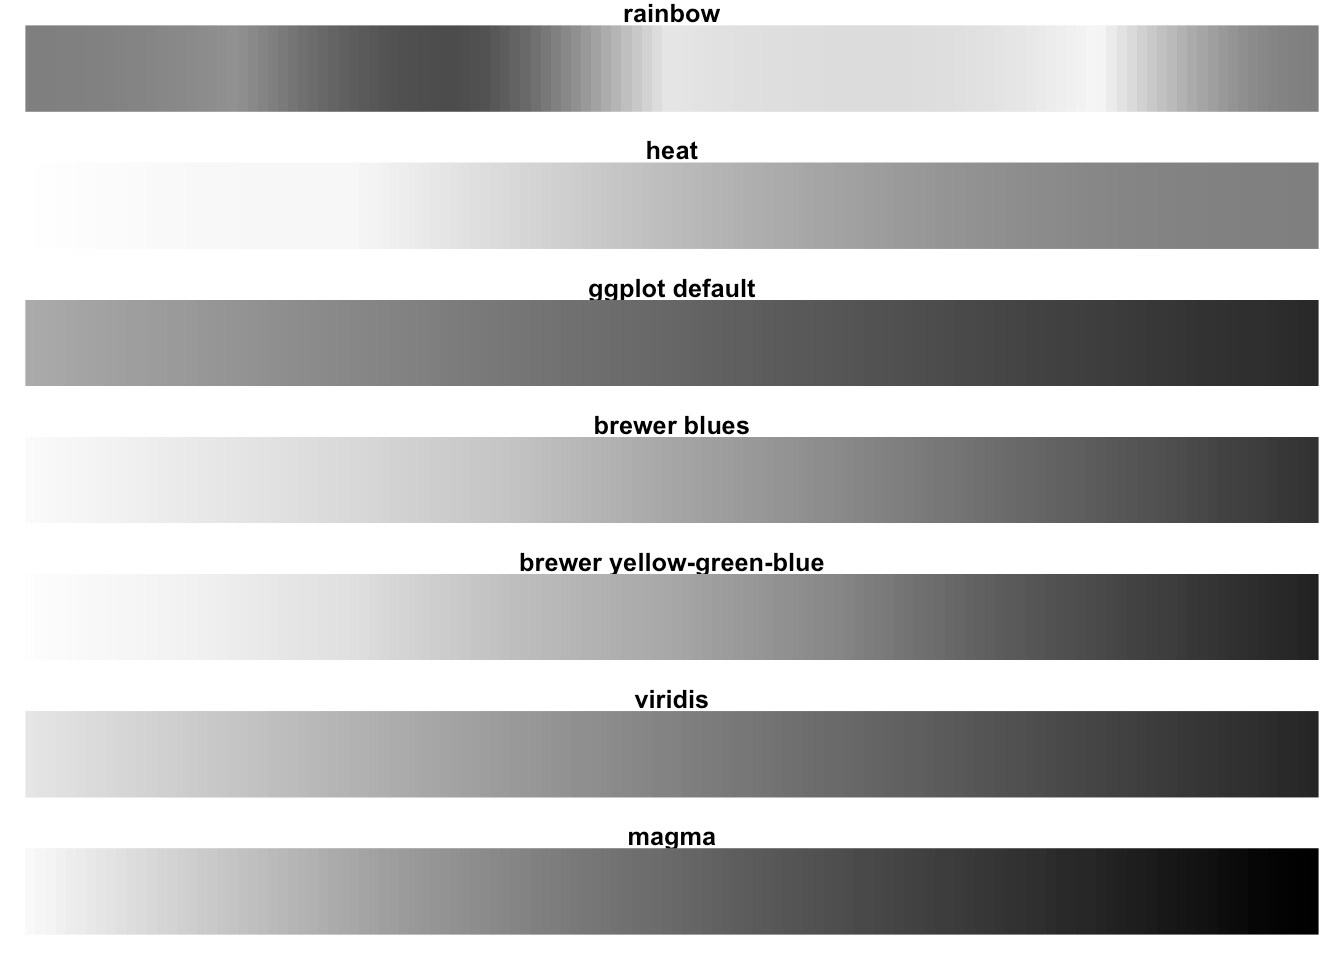 rainbow
heat
ggplot default
brewer blues
brewer yellow-green-blue
viridis
magma